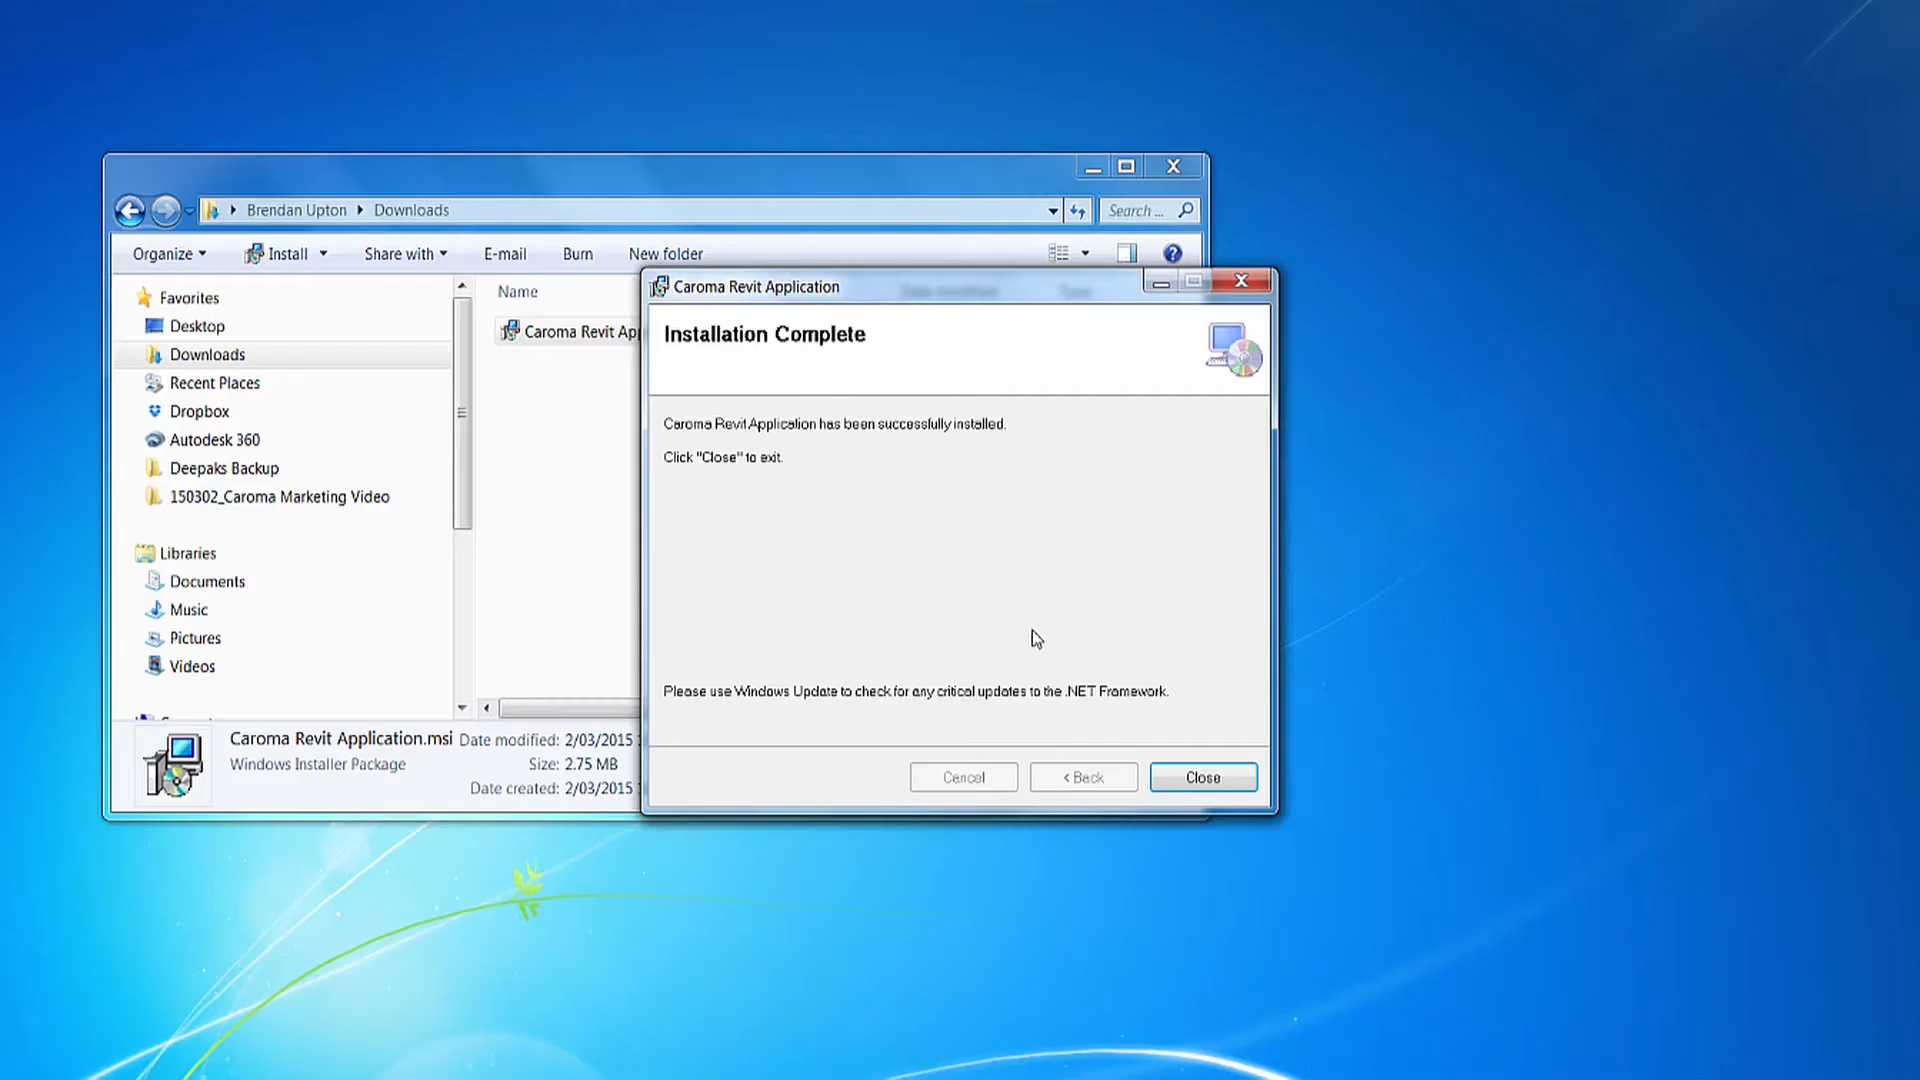 Brendan Upton Downloads
Search ...
Organize Install Share with E-mail Burn New folder
Favorites
Desktop
Downloads
Recent Places
Dropbox
Autodesk 360
Deepaks Backup
150302_Caroma Marketing Video
Libraries
Documents
Music
Pictures
Videos
Name
Caroma Revit Ap
Caroma Revit Application.msi Date modified: 2/03/2015
Windows Installer Package Size: 2.75 MB
Date created: 2/03/2015
Caroma Revit Application
Installation Complete
Caroma Revit Application has been successfully installed.
Click "Close" to exit.
Please use Windows Update to check for any critical updates to the .NET Framework.
Cancel < Back Close